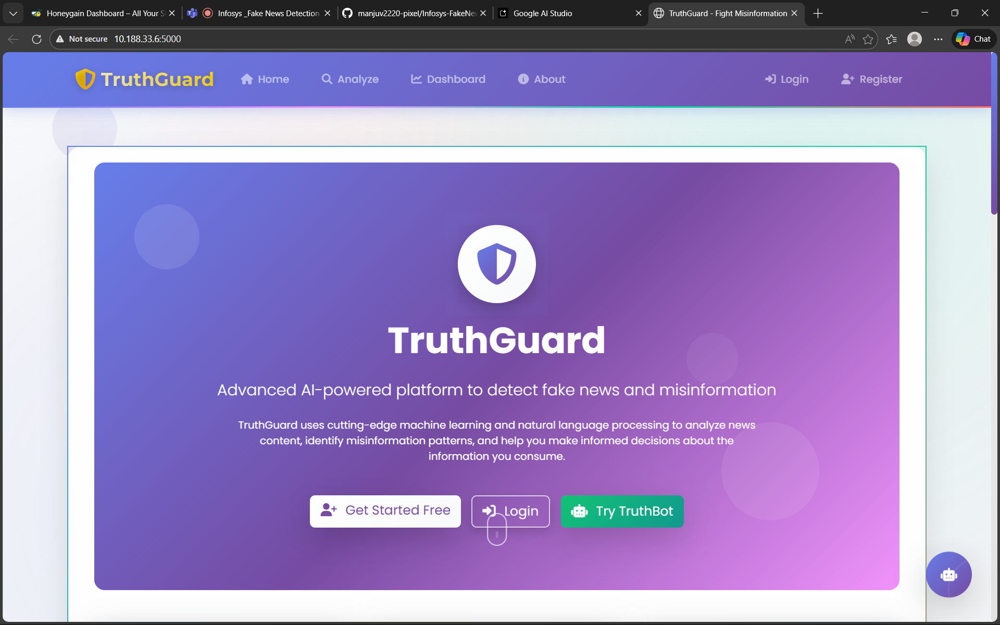 Honeygain Dashboard – All Your S
Infosys _Fake News Detection
manjuv2220-pixel/Infosys-FakeNe
Google AI Studio
TruthGuard - Fight Misinformation
Not secure
10.188.33.6:5000
Chat
TruthGuard
Home
Analyze
Dashboard
About
Login
Register
TruthGuard
Advanced AI-powered platform to detect fake news and misinformation
TruthGuard uses cutting-edge machine learning and natural language processing to analyze news
content, identify misinformation patterns, and help you make informed decisions about the
information you consume.
Get Started Free
Login
Try TruthBot